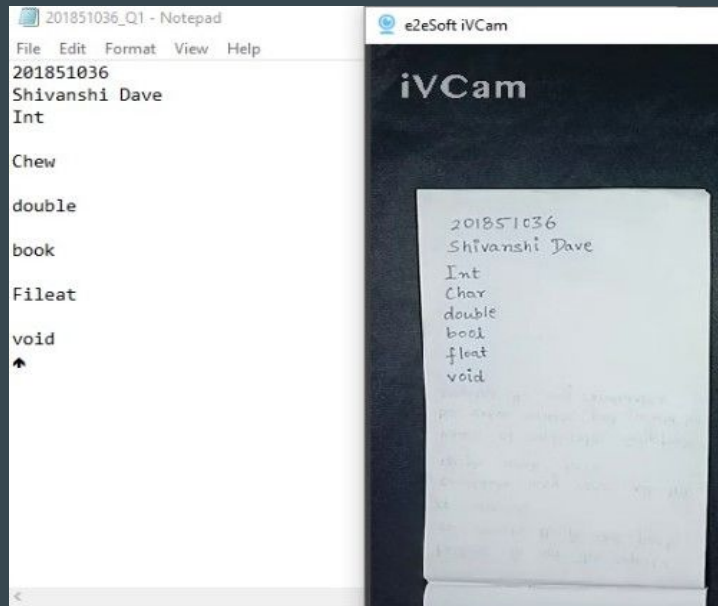 201851036_Q1 - Notepad
File Edit Format View Help
201851036
Shivanshi Dave
Int
Chew
double
book
Fileat
void
e2eSoft iVCam
iVCam
201851036
Shivanshi Dave
Int
Char
double
bool
float
void